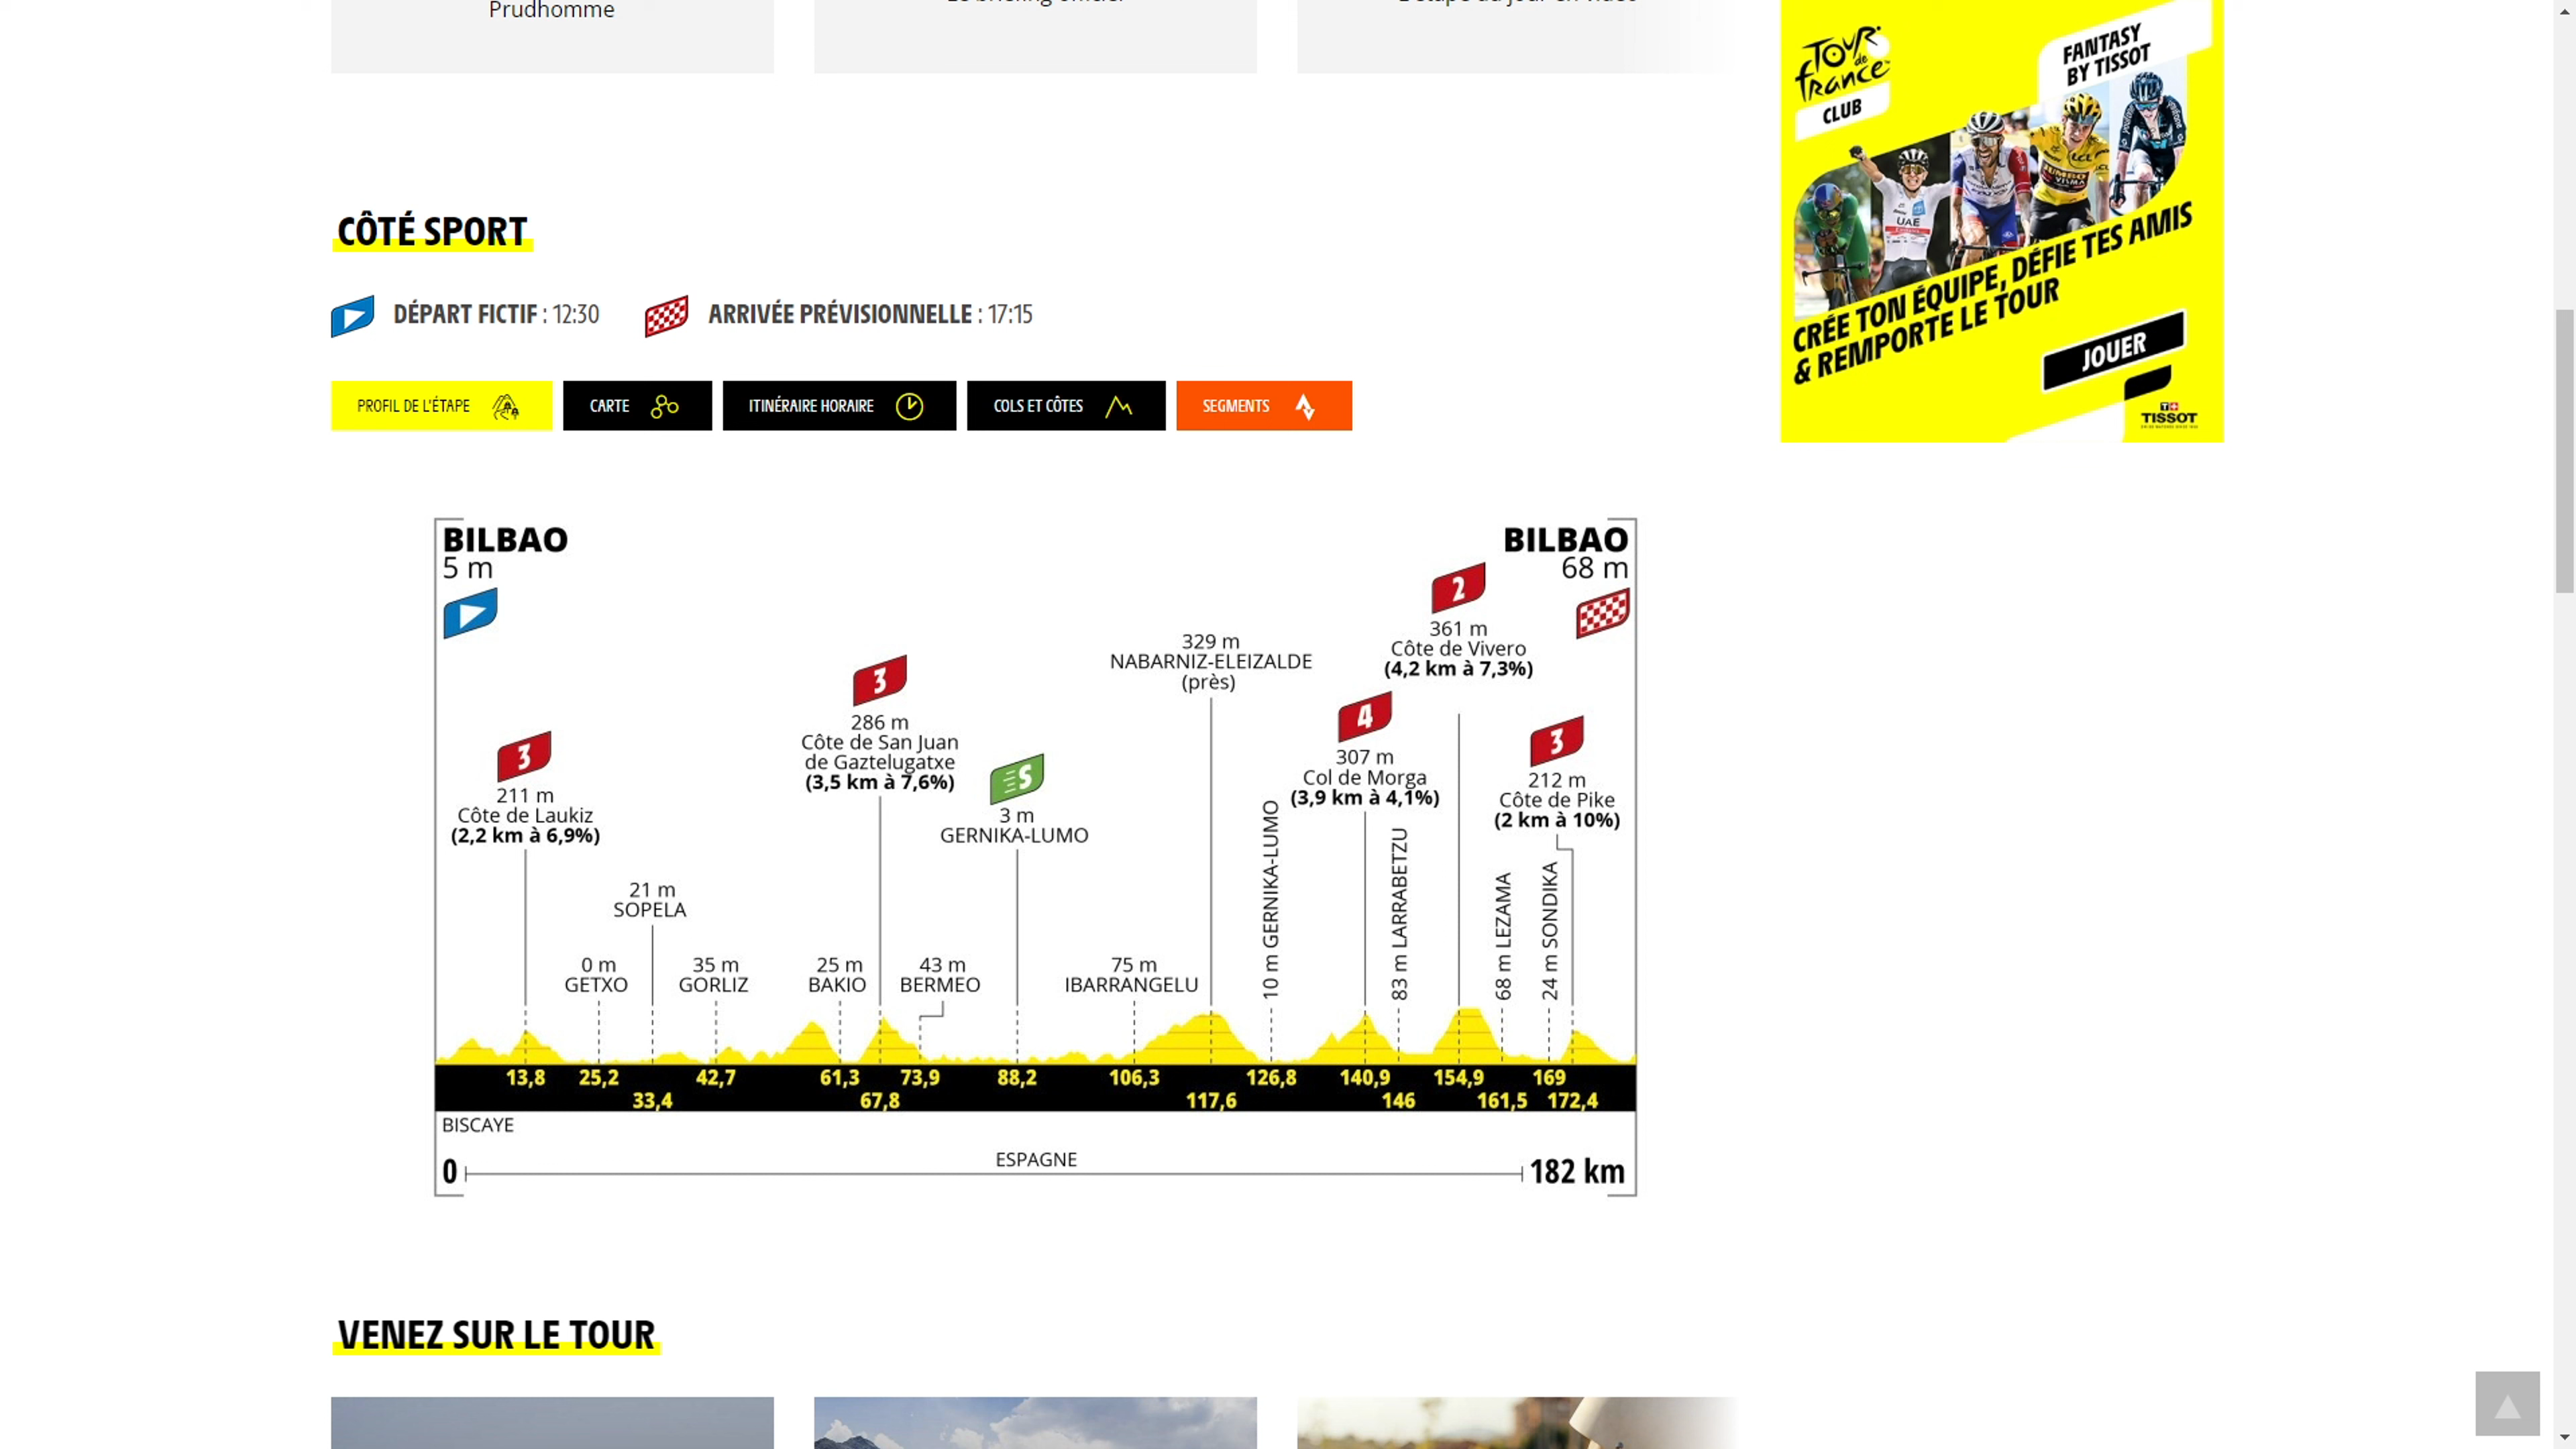 Prudhomme
CÔTÉ SPORT
DÉPART FICTIF : 12:30
ARRIVÉE PRÉVISIONNELLE : 17:15
PROFIL DE L'ÉTAPE
CARTE
ITINÉRAIRE HORAIRE
COLS ET CÔTES
SEGMENTS
TOUR de france
CLUB
FANTASY
BY TISSOT
UAE
LCL
JUMBO
VISMA
CRÉE TON ÉQUIPE, DÉFIE TES AMIS
& REMPORTE LE TOUR
JOUER
TISSOT
BILBAO
5 m
BILBAO
68 m
3
211 m
Côte de Laukiz
(2,2 km à 6,9%)
0 m
GETXO
21 m
SOPELA
35 m
GORLIZ
25 m
BAKIO
3
286 m
Côte de San Juan
de Gaztelugatxe
(3,5 km à 7,6%)
43 m
BERMEO
S
3 m
GERNIKA-LUMO
75 m
IBARRANGELU
329 m
NABARNIZ-ELEIZALDE
(près)
10 m GERNIKA-LUMO
4
307 m
Col de Morga
(3,9 km à 4,1%)
83 m LARRABETZU
2
361 m
Côte de Vivero
(4,2 km à 7,3%)
68 m LEZAMA
24 m SONDIKA
3
212 m
Côte de Pike
(2 km à 10%)
13,8 25,2 42,7 61,3 73,9 88,2 106,3 126,8 140,9 154,9 169
33,4 67,8 117,6 146 161,5 172,4
BISCAYE
ESPAGNE
0 182 km
VENEZ SUR LE TOUR